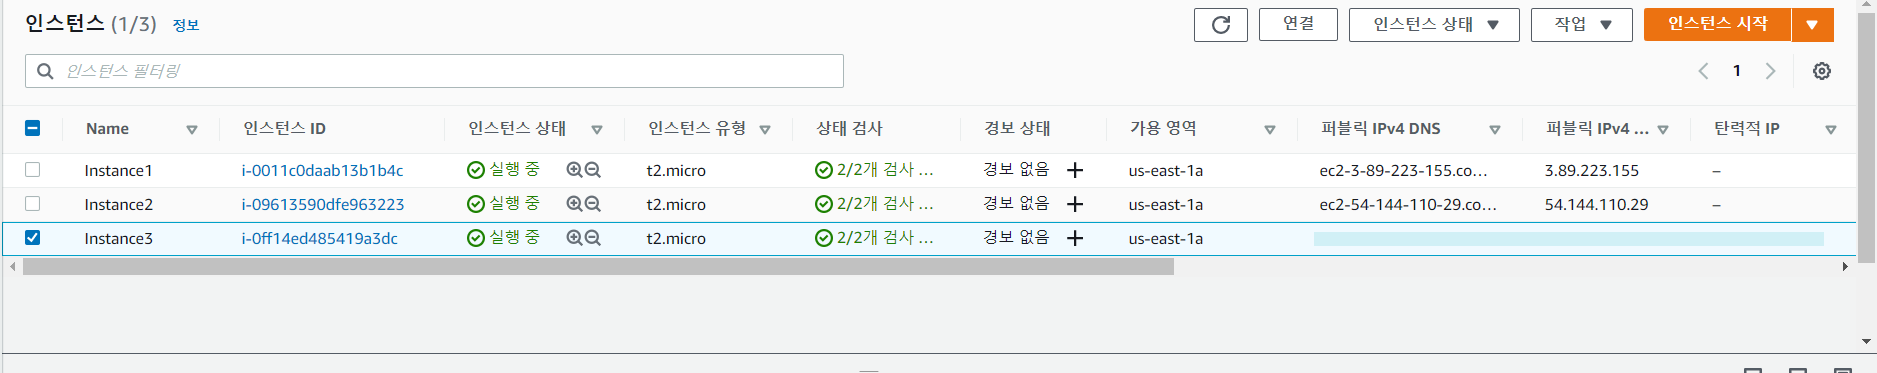 인스턴스 (1/3) 정보 연결 인스턴스 상태 작업 인스턴스 시작
인스턴스 필터링 1
Name 인스턴스 ID 인스턴스 상태 인스턴스 유형 상태 검사 경보 상태 가용 영역 퍼블릭 IPv4 DNS 퍼블릭 IPv4 ... 탄력적 IP
Instance1 i-0011c0daab13b1b4c 실행 중 t2.micro 2/2개 검사 ... 경보 없음 + us-east-1a ec2-3-89-223-155.co... 3.89.223.155 –
Instance2 i-09613590dfe963223 실행 중 t2.micro 2/2개 검사 ... 경보 없음 + us-east-1a ec2-54-144-110-29.co... 54.144.110.29 –
Instance3 i-0ff14ed485419a3dc 실행 중 t2.micro 2/2개 검사 ... 경보 없음 + us-east-1a